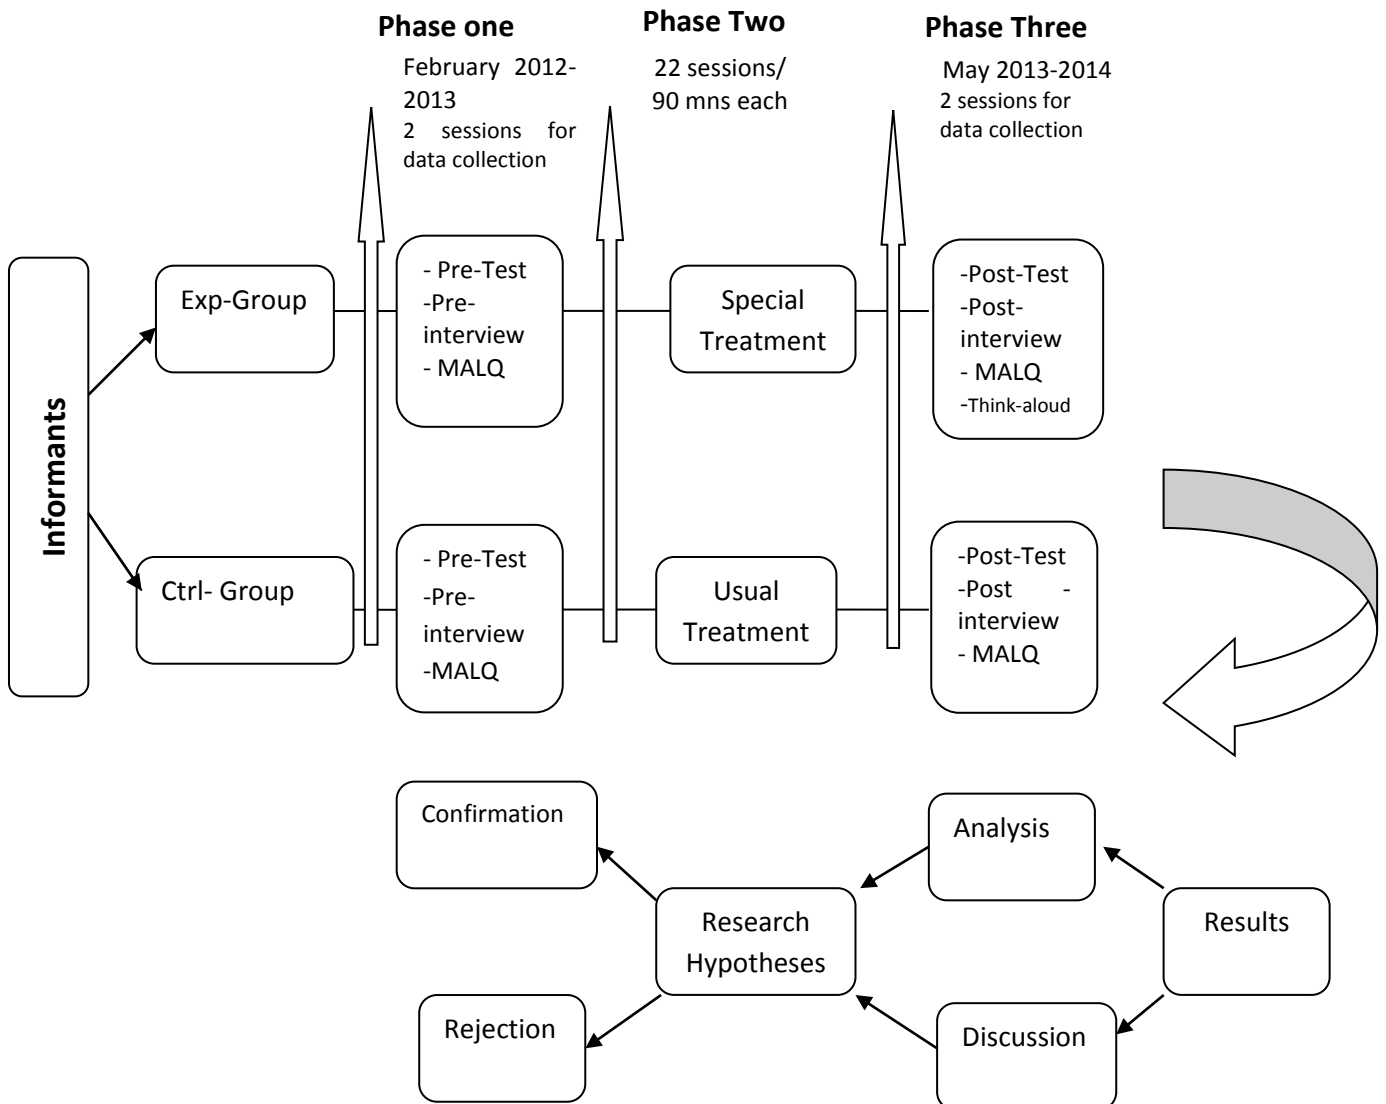 Phase one
February 2012-
2013
2 sessions for
data collection
Phase Two
22 sessions/
90 mns each
Phase Three
May 2013-2014
2 sessions for
data collection
Informants
Exp-Group
- Pre-Test
-Pre-
interview
- MALQ
Special
Treatment
-Post-Test
-Post-
interview
- MALQ
-Think-aloud
Ctrl- Group
- Pre-Test
-Pre-
interview
-MALQ
Usual
Treatment
-Post-Test
-Post -
interview
- MALQ
Confirmation
Analysis
Research
Hypotheses
Results
Rejection
Discussion